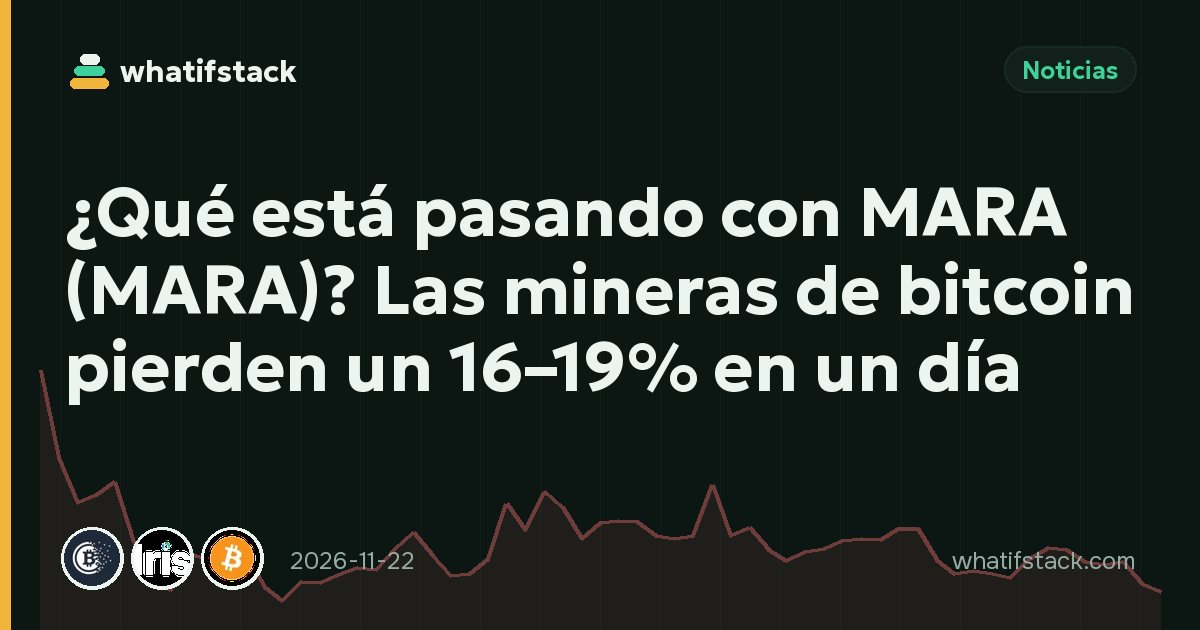 whatifstack
Noticias
¿Qué está pasando con MARA
(MARA)? Las mineras de bitcoin
pierden un 16–19% en un día
Iris
2026-11-22
whatifstack.com